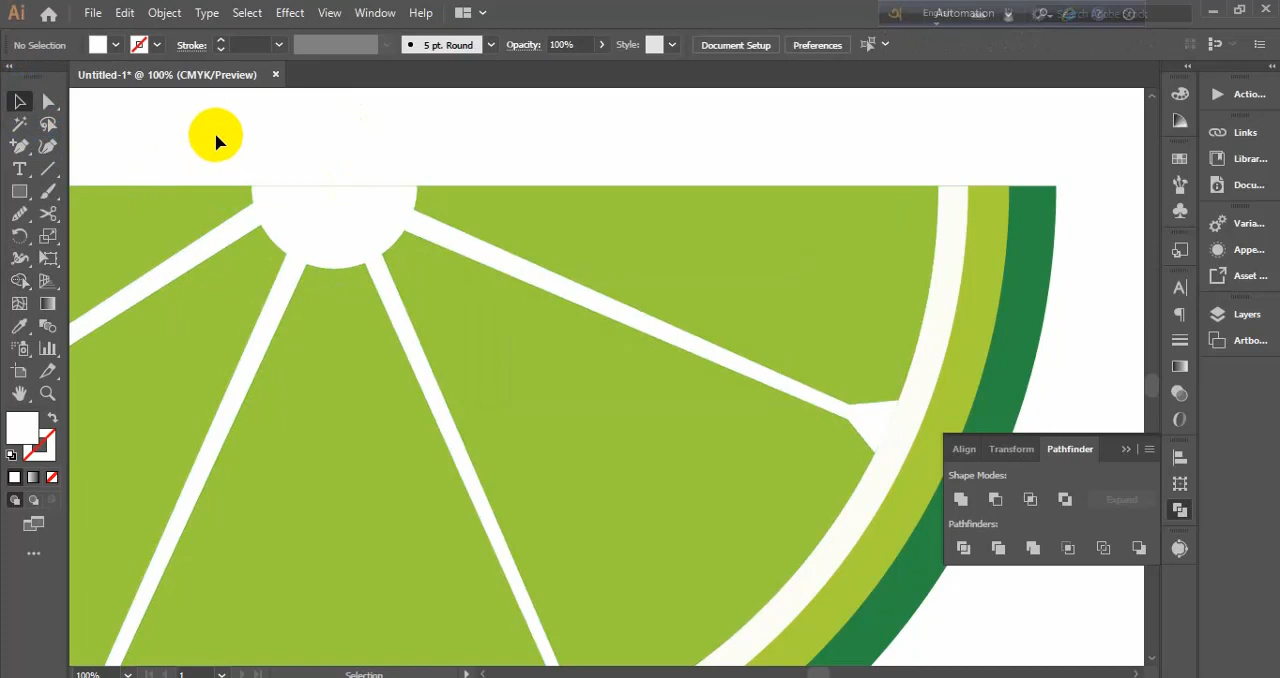 Ai File Edit Object Type Select Effect View Window Help Automation
No Selection Stroke: 5 pt. Round Opacity: 100% Style: Document Setup Preferences
Untitled-1* @ 100% (CMYK/Preview)
Actio...
Links
Librar...
Docu...
Varia...
Appe...
Asset ...
Layers
Artbo...
Align Transform Pathfinder
Shape Modes:
Expand
Pathfinders:
100% 1 Selection